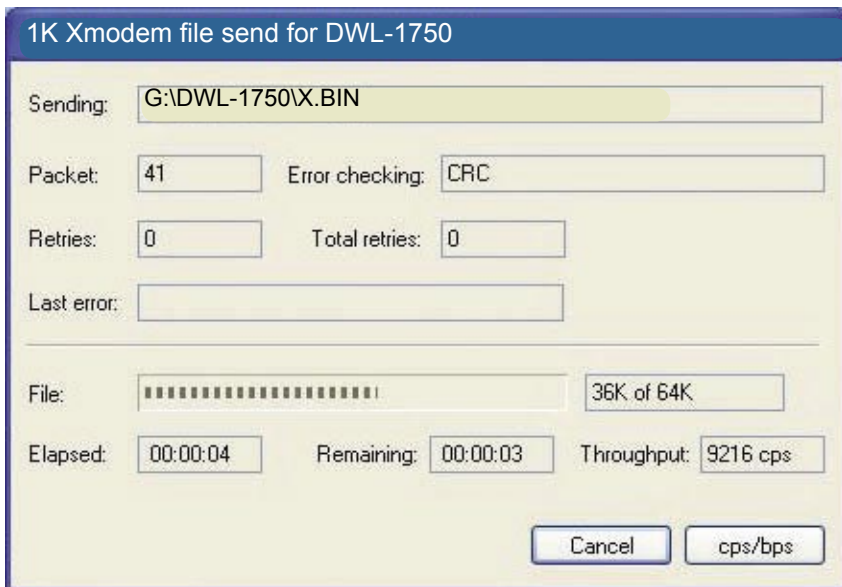 1K Xmodem file send for DWL-1750
Sending: G:\DWL-1750\X.BIN
Packet: 41 Error checking: CRC
Retries: 0 Total retries: 0
Last error:
File: 36K of 64K
Elapsed: 00:00:04 Remaining: 00:00:03 Throughput: 9216 cps
Cancel cps/bps